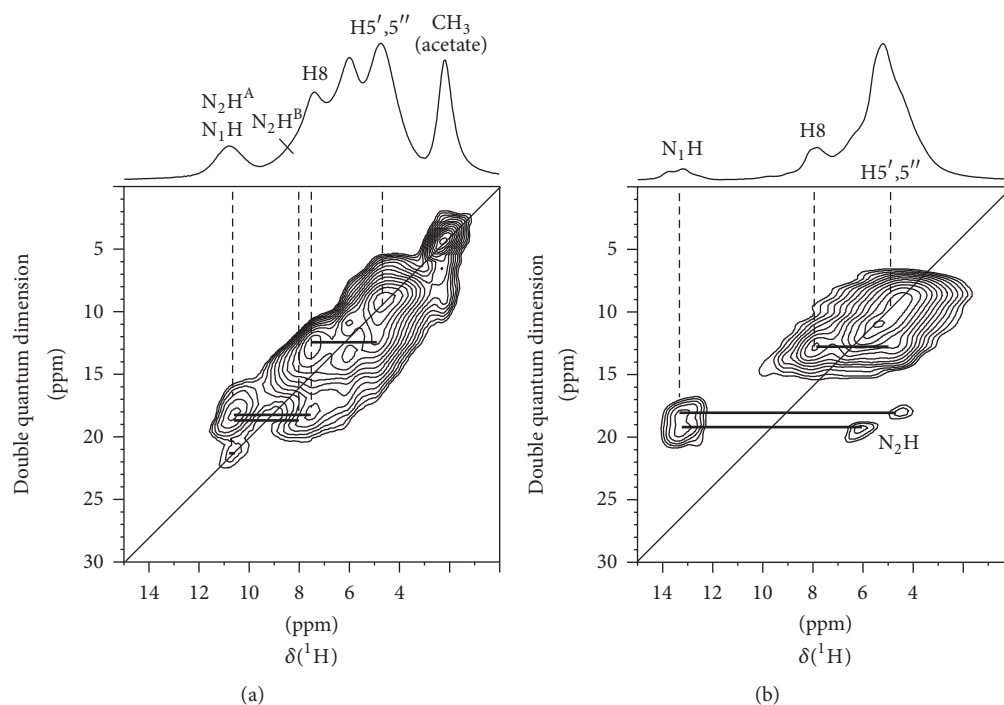 H5′,5″
CH₃
(acetate)
H8
N₂Hᴬ
N₁H
N₂Hᴮ
5
10
15
20
25
30
Double quantum dimension
(ppm)
14 12 10 8 6 4
(ppm)
δ(¹H)
(a)
N₁H
H8
H5′,5″
5
10
15
20
25
30
Double quantum dimension
(ppm)
N₂H
14 12 10 8 6 4
(ppm)
δ(¹H)
(b)